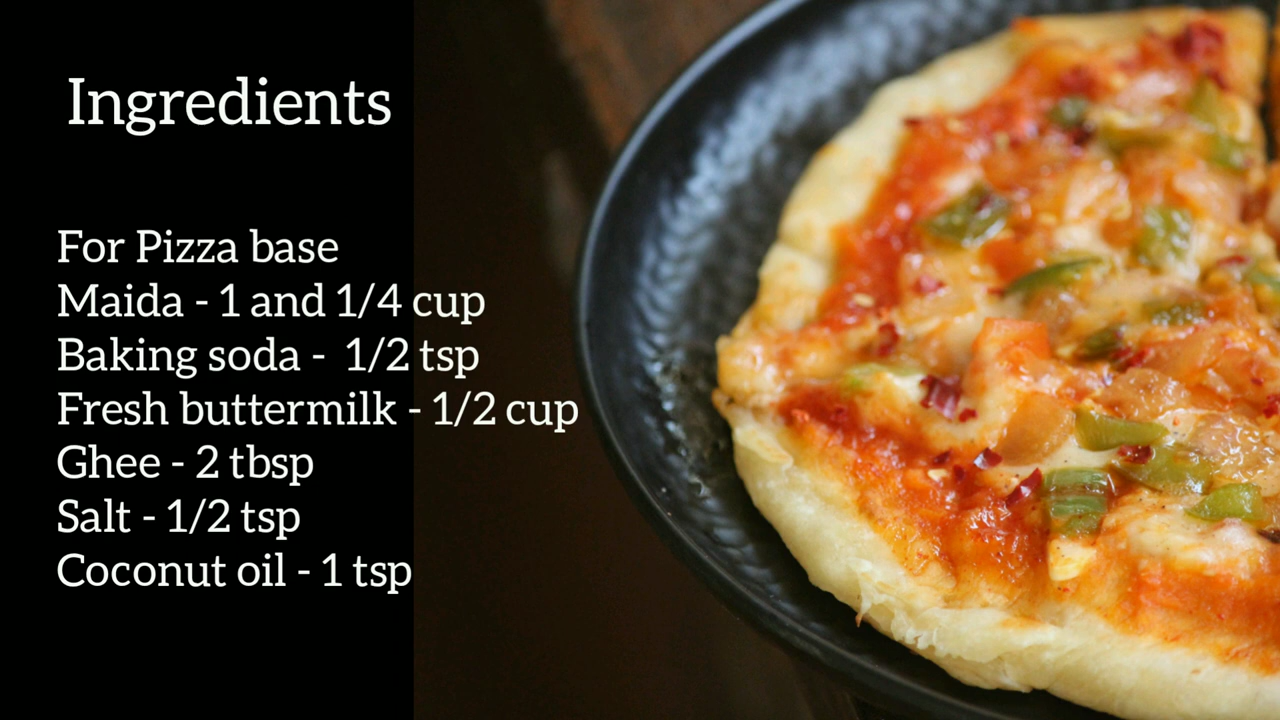 Ingredients
For Pizza base
Maida - 1 and 1/4 cup
Baking soda - 1/2 tsp
Fresh buttermilk - 1/2 cup
Ghee - 2 tbsp
Salt - 1/2 tsp
Coconut oil - 1 tsp